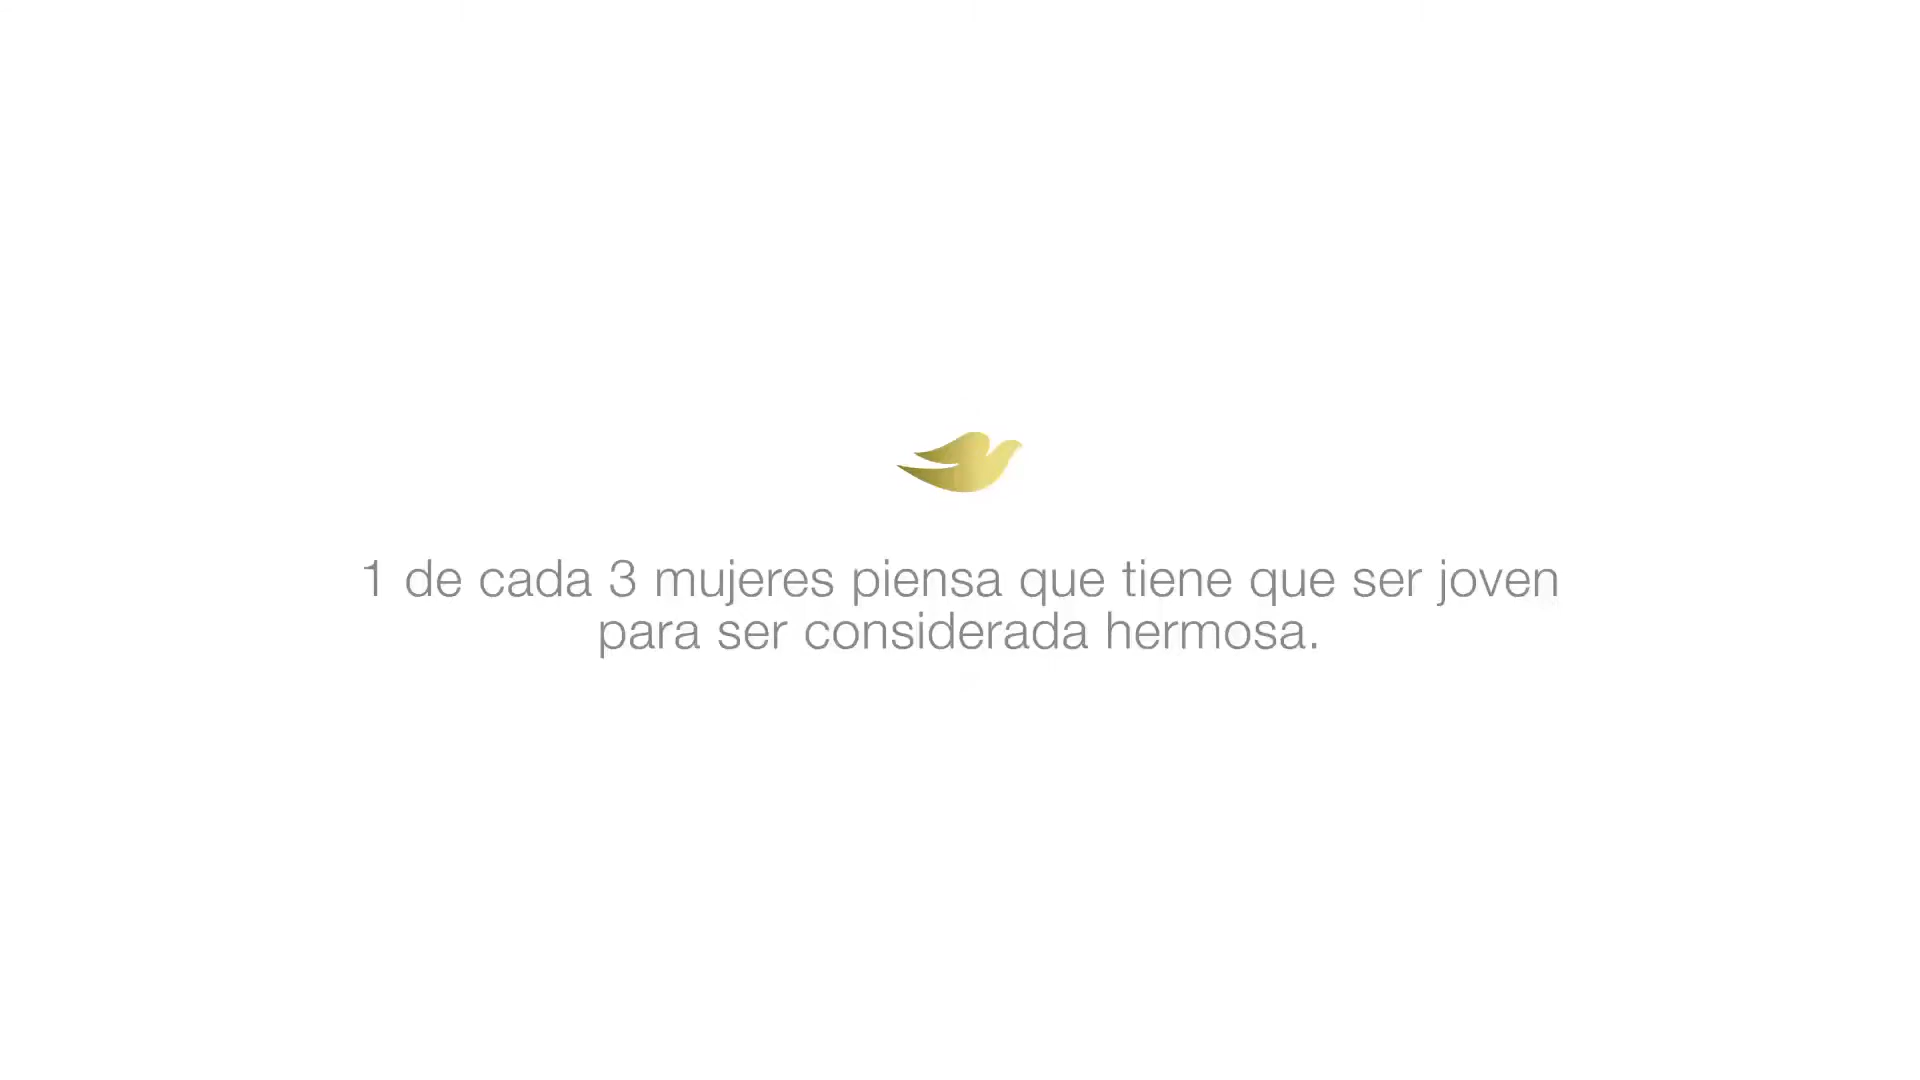 1 de cada 3 mujeres piensa que tiene que ser joven
para ser considerada hermosa.